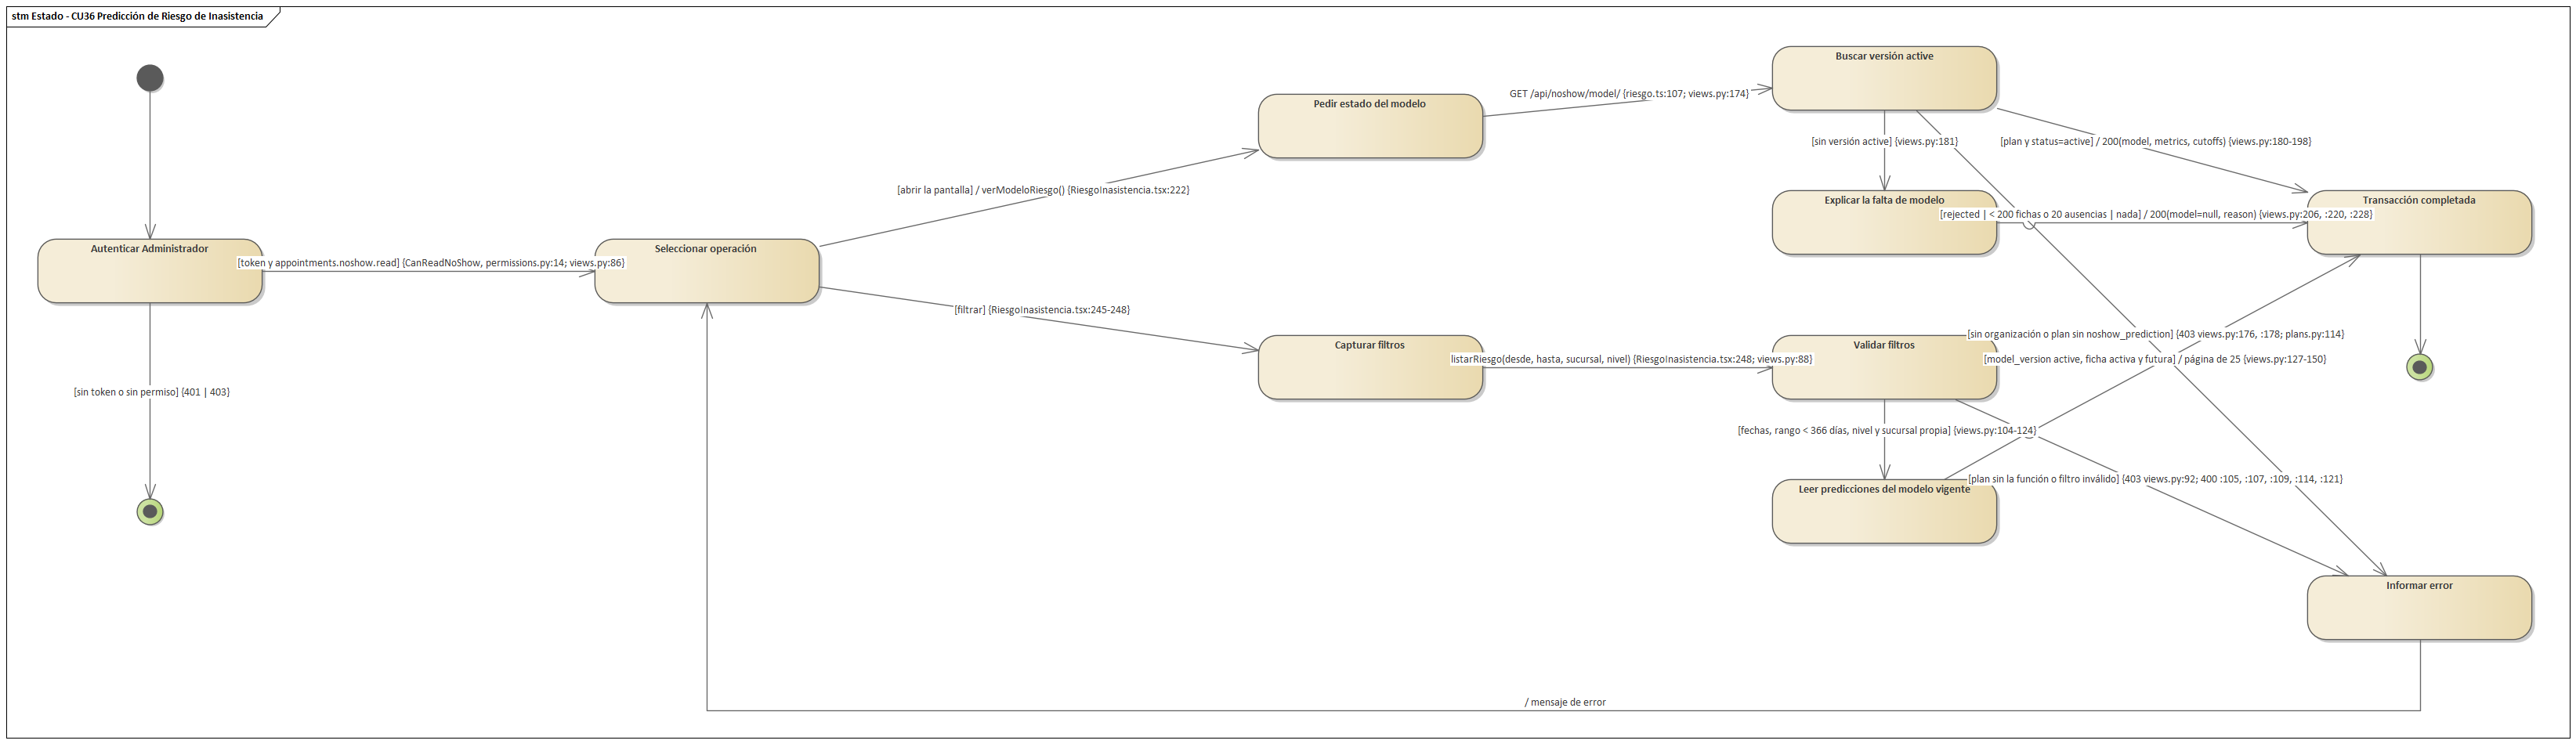 stm Estado - CU36 Predicción de Riesgo de Inasistencia
Buscar versión active
Pedir estado del modelo
GET /api/noshow/model/ {riesgo.ts:107; views.py:174}
[sin versión active] {views.py:181}
[plan y status=active] / 200(model, metrics, cutoffs) {views.py:180-198}
[abrir la pantalla] / verModeloRiesgo() {RiesgoInasistencia.tsx:222}
Explicar la falta de modelo
Transacción completada
[rejected | < 200 fichas o 20 ausencias | nada] / 200(model=null, reason) {views.py:206, :220, :228}
Autenticar Administrador
Seleccionar operación
[token y appointments.noshow.read] {CanReadNoShow, permissions.py:14; views.py:86}
[filtrar] {RiesgoInasistencia.tsx:245-248}
[sin organización o plan sin noshow_prediction] {403 views.py:176, :178; plans.py:114}
Capturar filtros
Validar filtros
listarRiesgo(desde, hasta, sucursal, nivel) {RiesgoInasistencia.tsx:248; views.py:88}
[model_version active, ficha activa y futura] / página de 25 {views.py:127-150}
[sin token o sin permiso] {401 | 403}
[fechas, rango < 366 días, nivel y sucursal propia] {views.py:104-124}
[plan sin la función o filtro inválido] {403 views.py:92; 400 :105, :107, :109, :114, :121}
Leer predicciones del modelo vigente
Informar error
/ mensaje de error